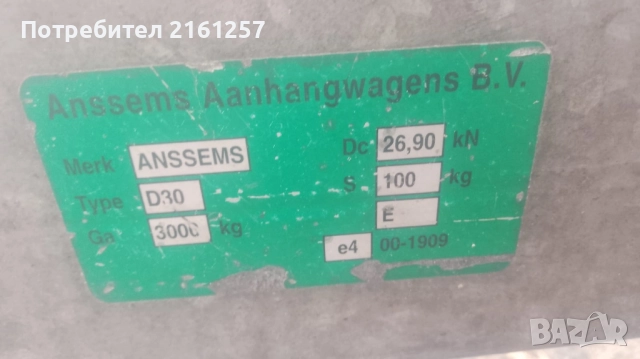 Потребител 2161257
Anssems Aanhangwagens B.V.
Merk ANSSEMS Dc 26,90 kN
Type D30 S 100 kg
Ga 3000 kg E
e4 00-1909
BAZAR